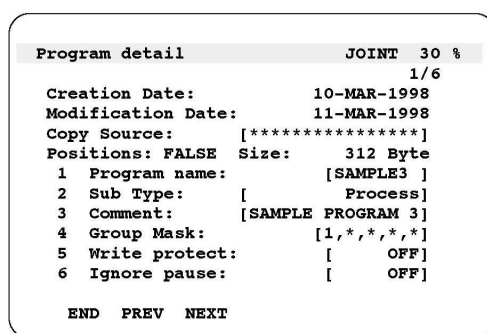 Program detail JOINT 30 %
1/6
Creation Date: 10-MAR-1998
Modification Date: 11-MAR-1998
Copy Source: [****************]
Positions: FALSE Size: 312 Byte
1 Program name: [SAMPLE3 ]
2 Sub Type: [ Process]
3 Comment: [SAMPLE PROGRAM 3]
4 Group Mask: [1,*,*,*,*]
5 Write protect: [ OFF]
6 Ignore pause: [ OFF]
END PREV NEXT